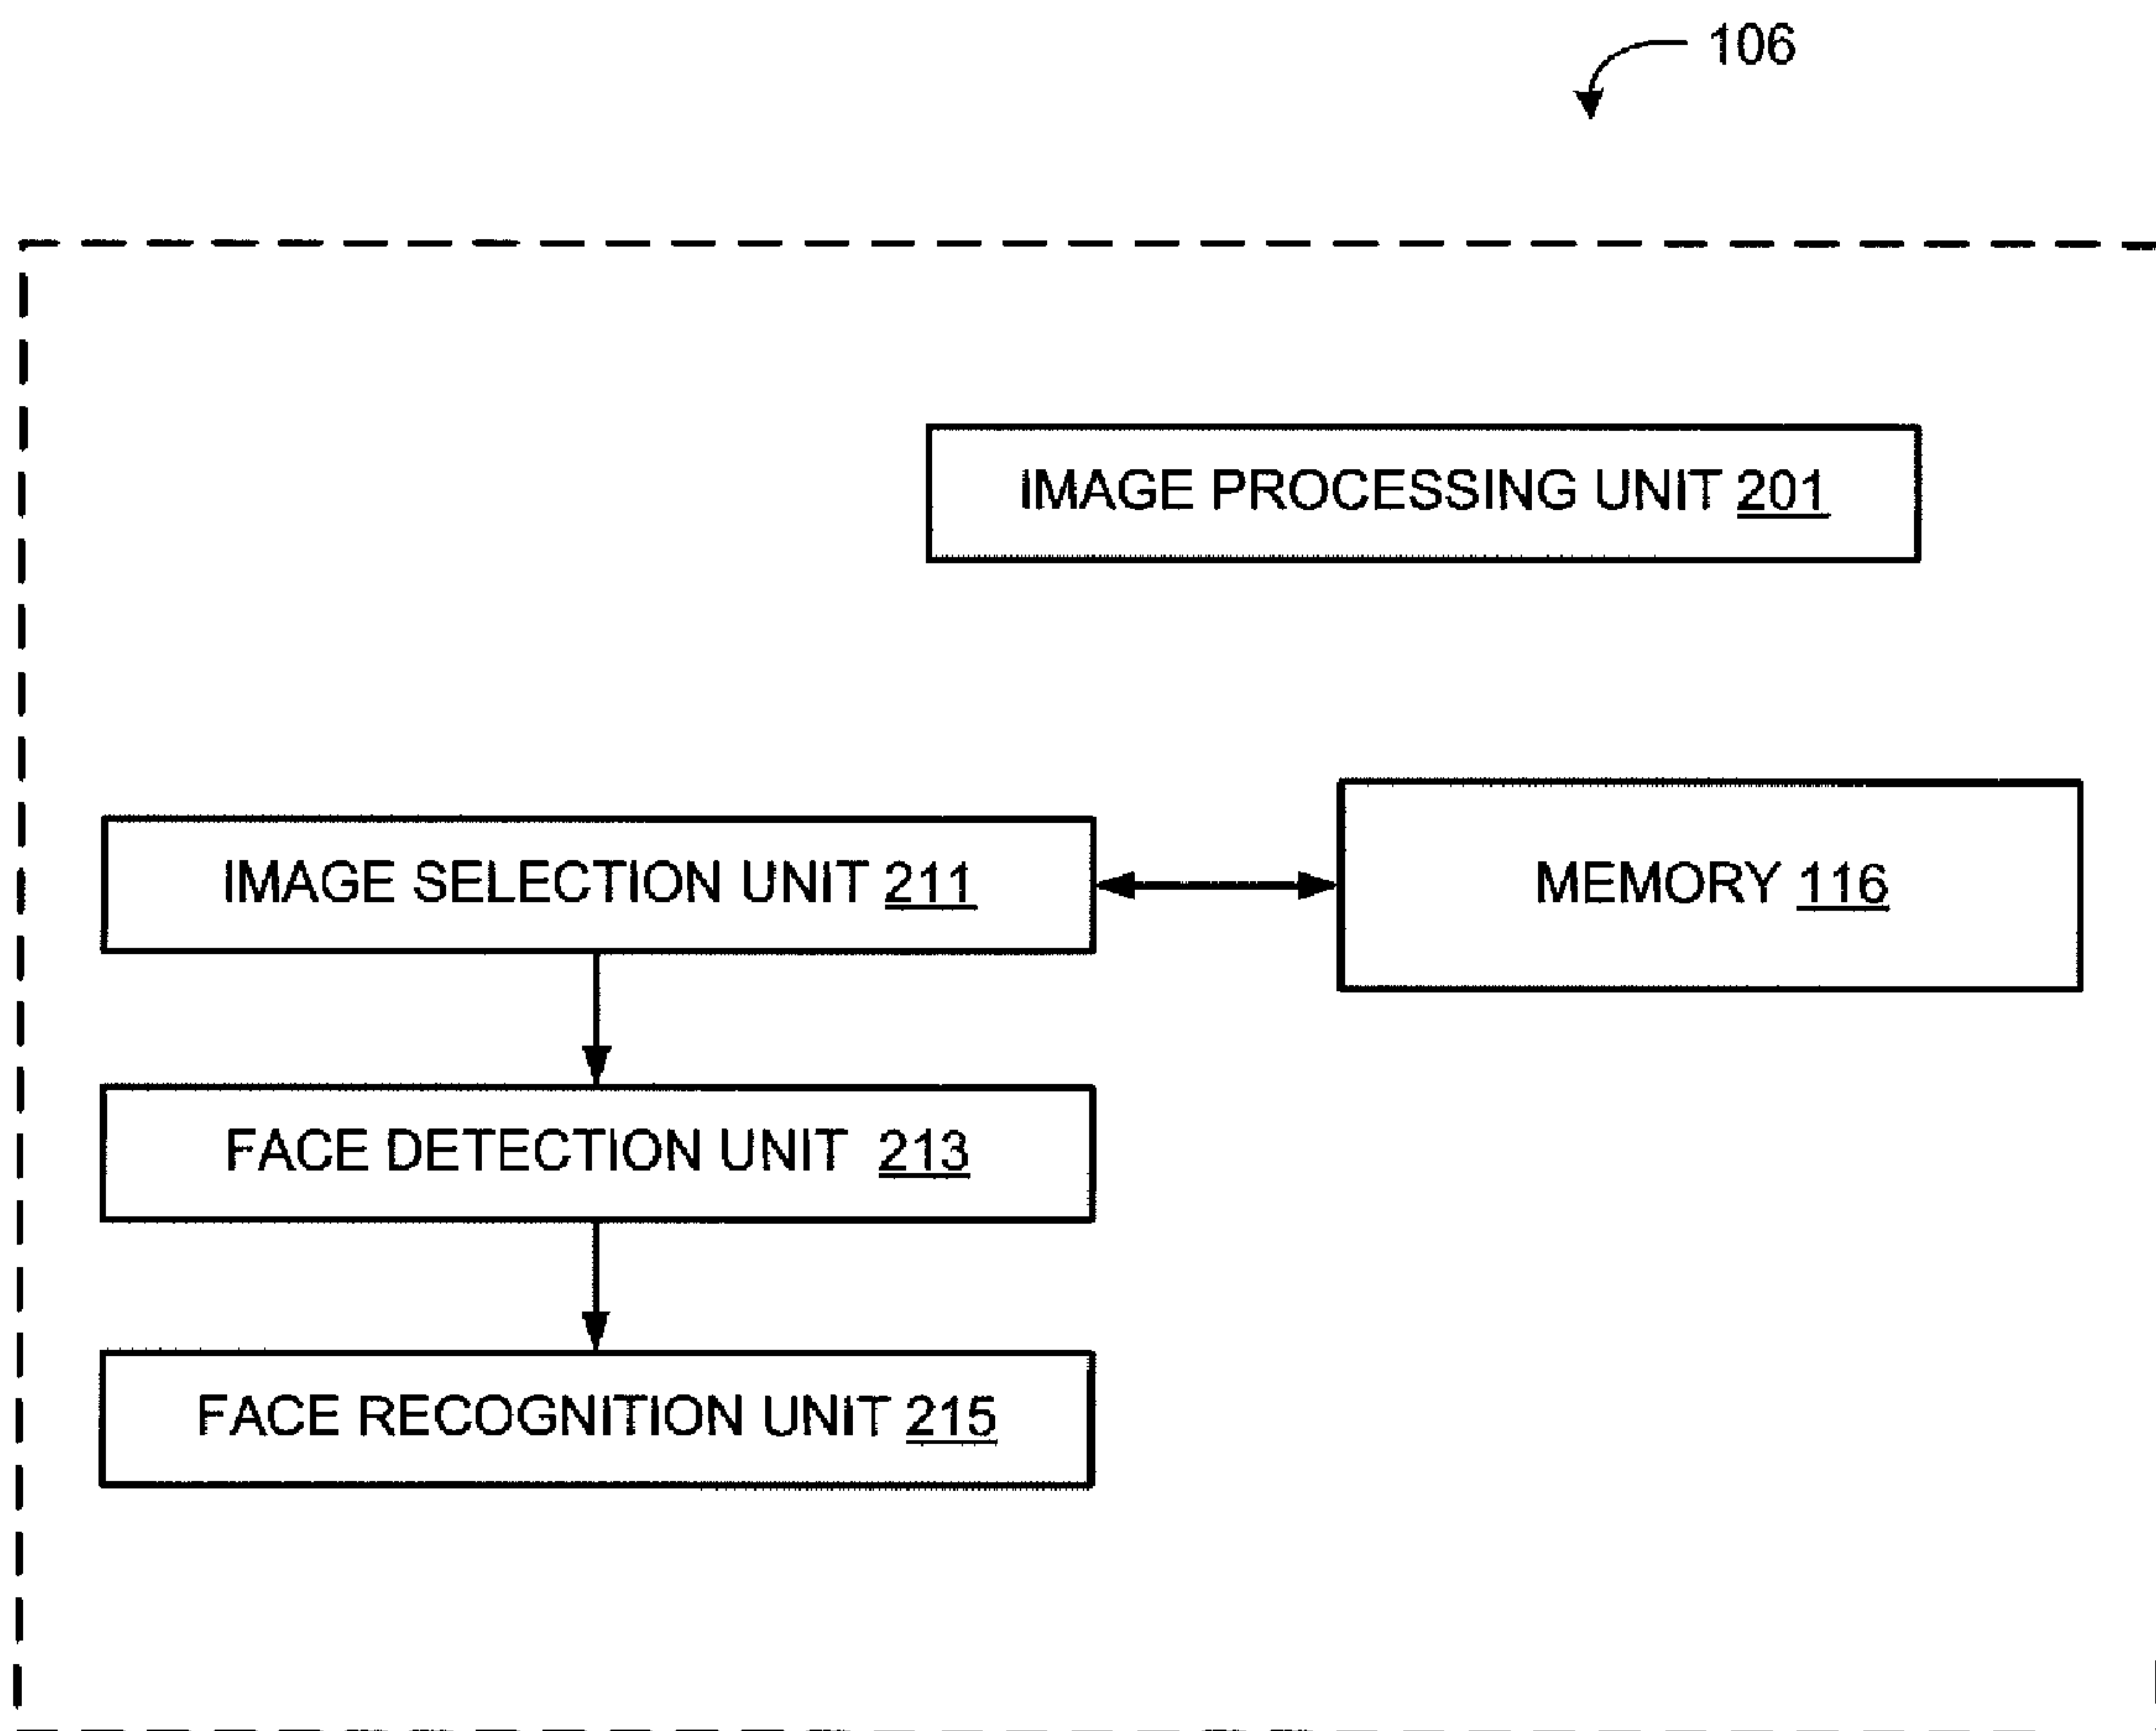 106
IMAGE PROCESSING UNIT 201
IMAGE SELECTION UNIT 211
MEMORY 116
FACE DETECTION UNIT 213
FACE RECOGNITION UNIT 215